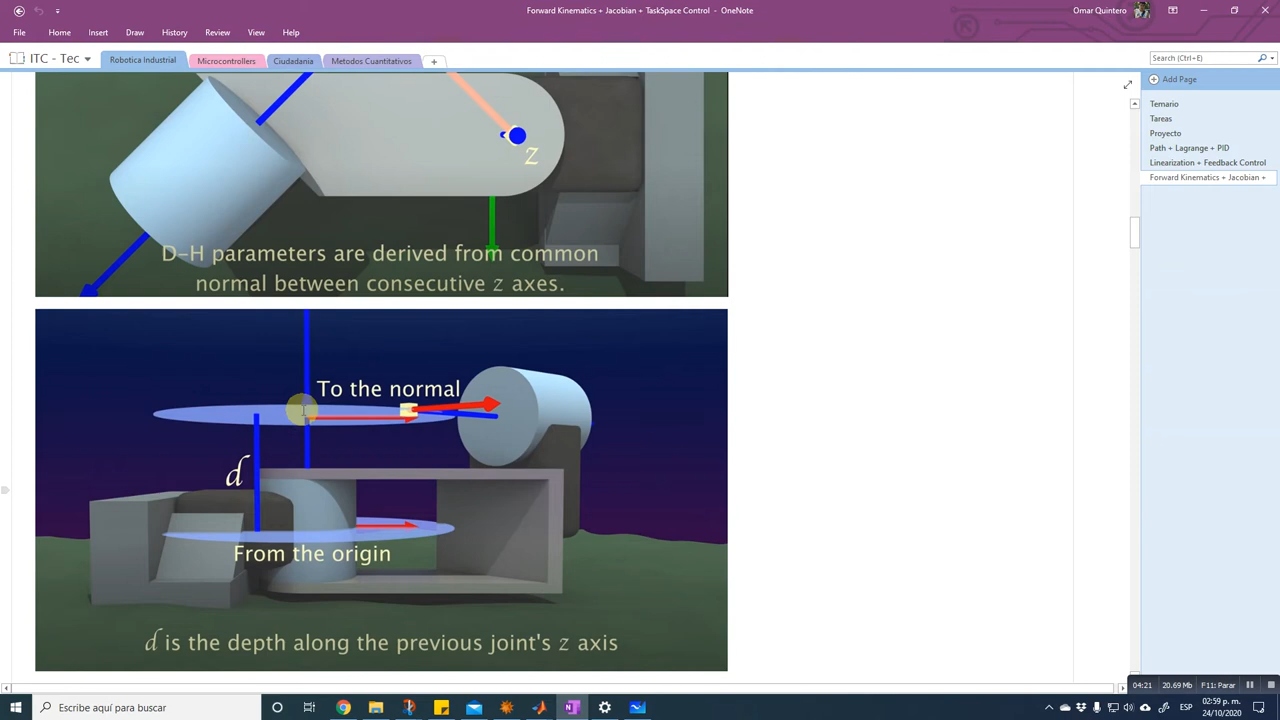 Forward Kinematics + Jacobian + TaskSpace Control - OneNote
Omar Quintero
File Home Insert Draw History Review View Help
ITC - Tec
Robotica Industrial Microcontrollers Ciudadania Metodos Cuantitativos
Search (Ctrl+E)
Add Page
Temario
Tareas
Proyecto
Path + Lagrange + PID
Linearization + Feedback Control
Forward Kinematics + Jacobian +
z
D-H parameters are derived from common
normal between consecutive z axes.
To the normal
d
From the origin
d is the depth along the previous joint's z axis
04:21 20.69 Mb F11: Parar
Escribe aquí para buscar
ESP
02:59 p. m.
24/10/2020